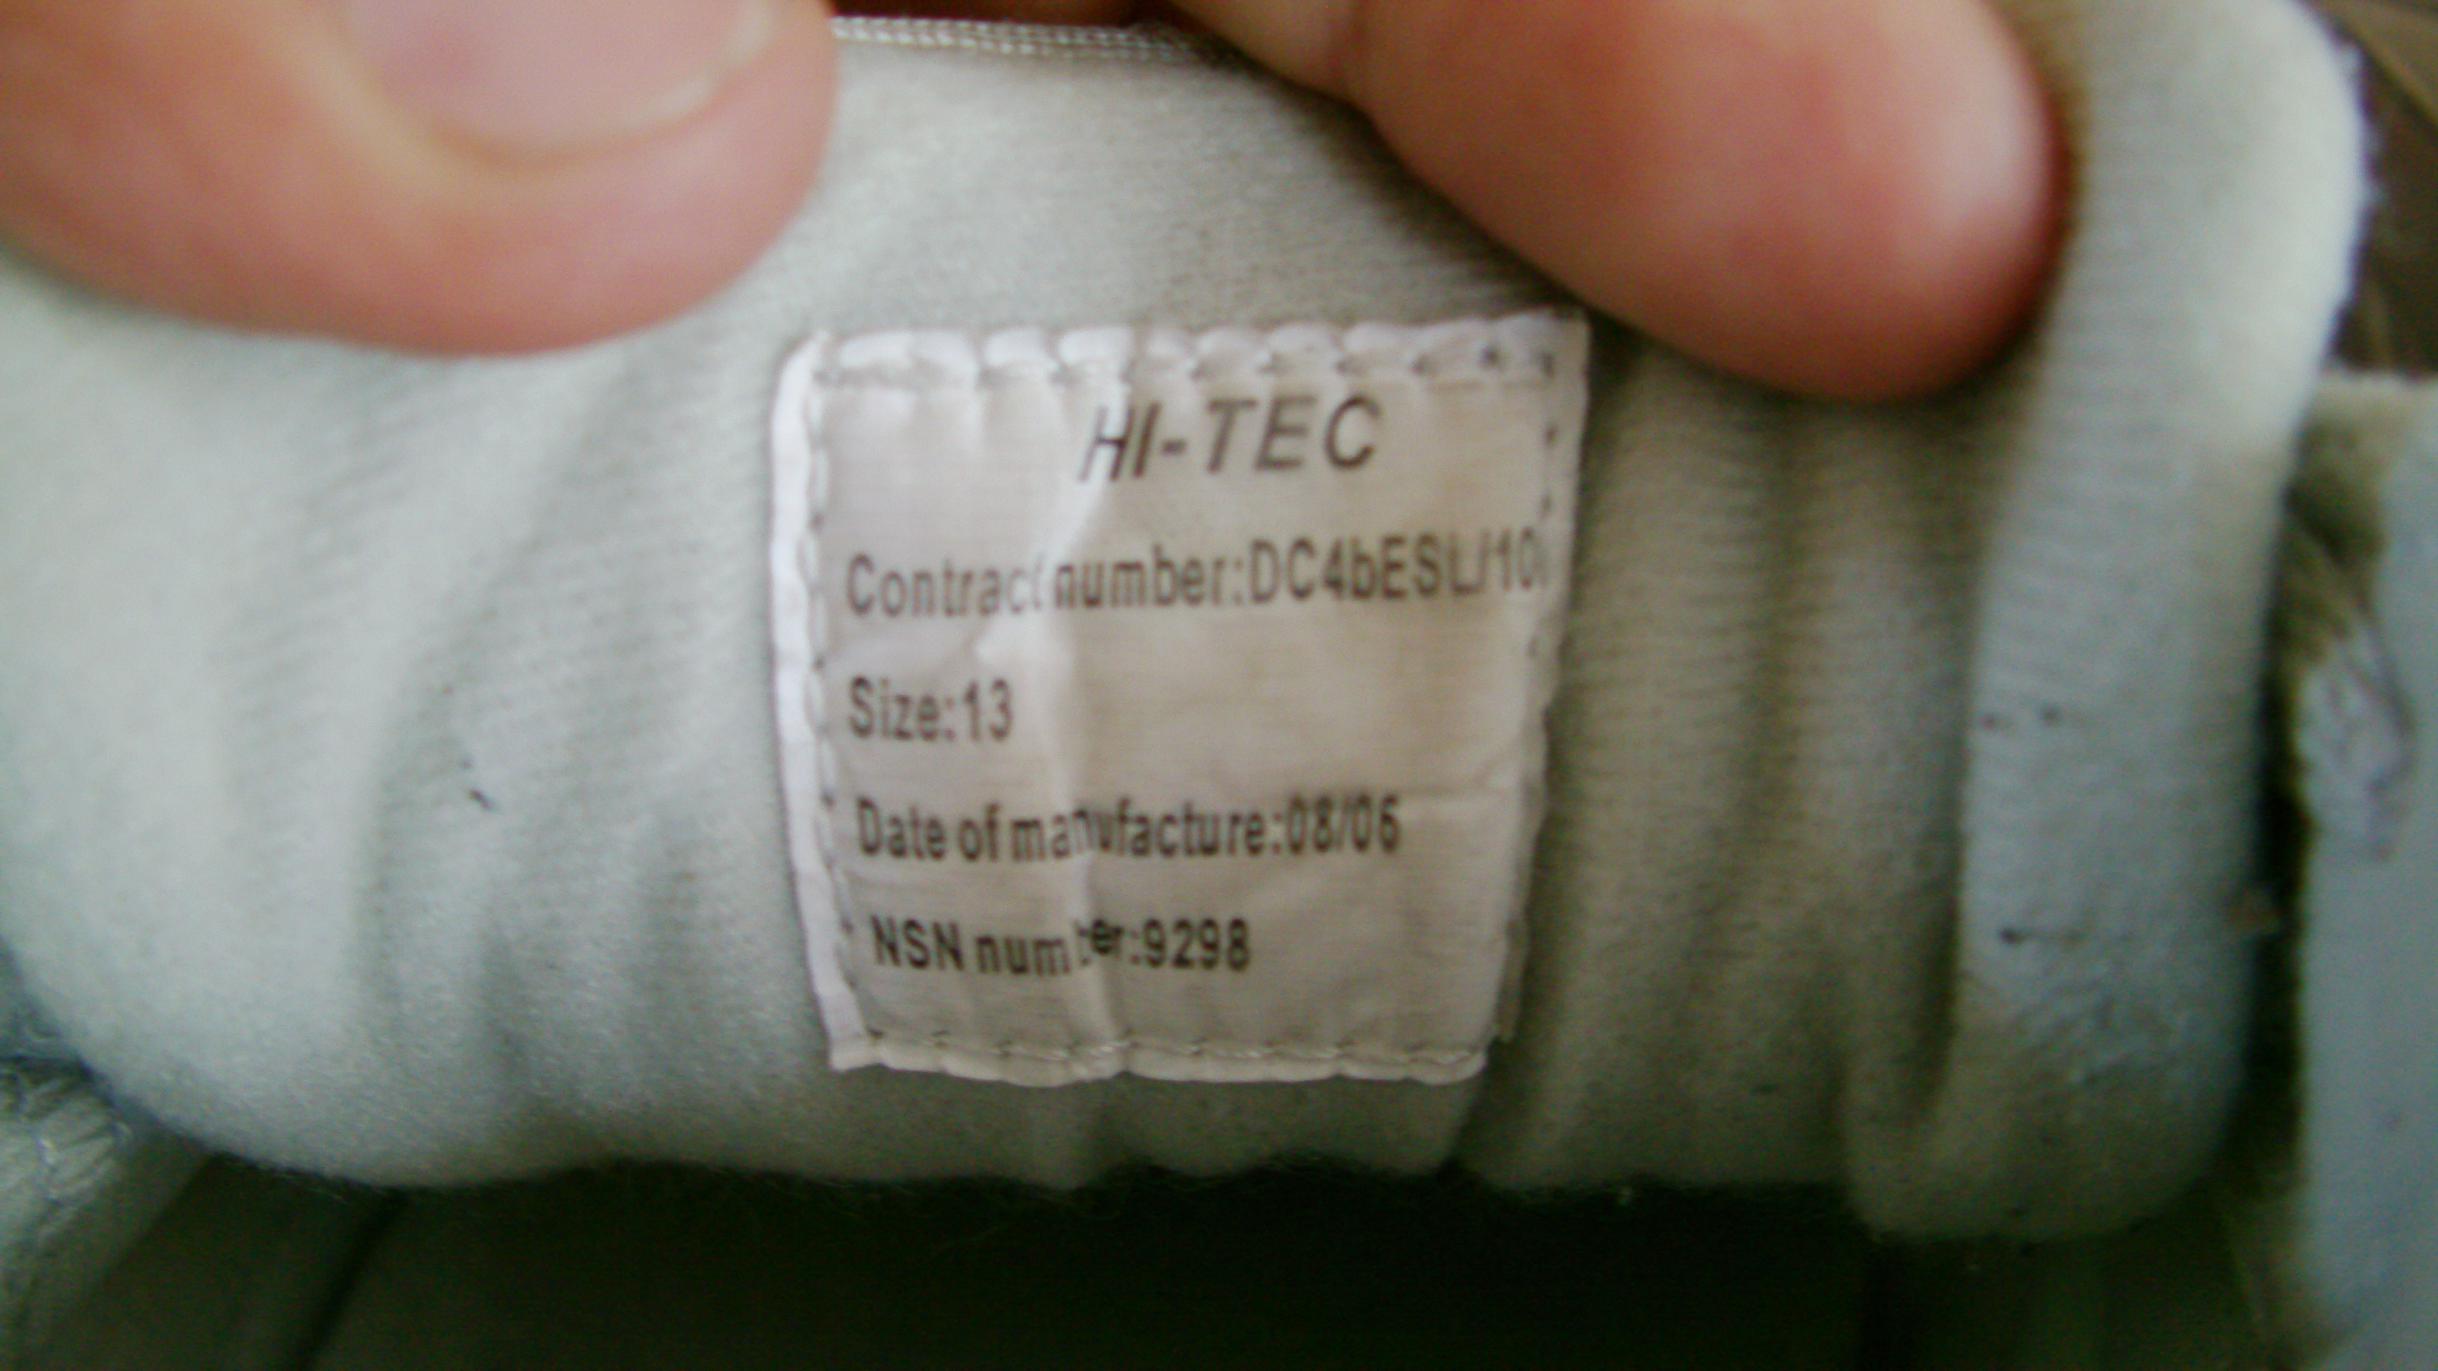 HI-TEC
Contract number:DC4bESL/10
Size:13
Date of manufacture:08/06
NSN number:9298